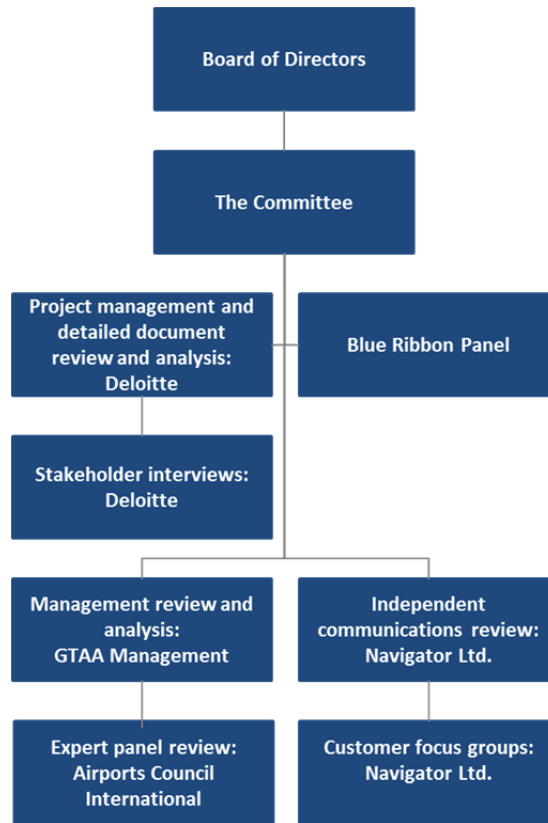 Board of Directors
The Committee
Project management and
detailed document
review and analysis:
Deloitte
Blue Ribbon Panel
Stakeholder interviews:
Deloitte
Management review and
analysis:
GTAA Management
Independent
communications review:
Navigator Ltd.
Expert panel review:
Airports Council
International
Customer focus groups:
Navigator Ltd.